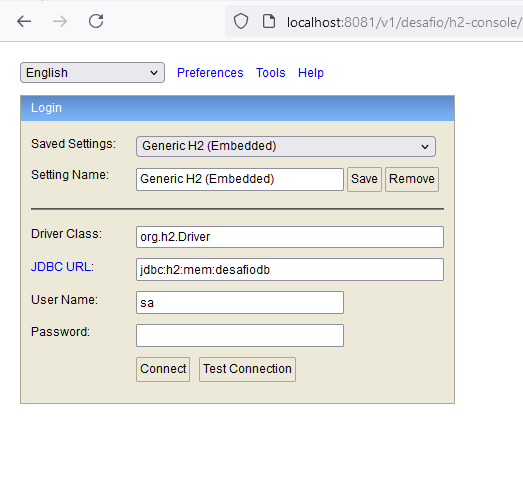 localhost:8081/v1/desafio/h2-console/
English Preferences Tools Help
Login
Saved Settings: Generic H2 (Embedded)
Setting Name: Generic H2 (Embedded) Save Remove
Driver Class: org.h2.Driver
JDBC URL: jdbc:h2:mem:desafiodb
User Name: sa
Password:
Connect Test Connection